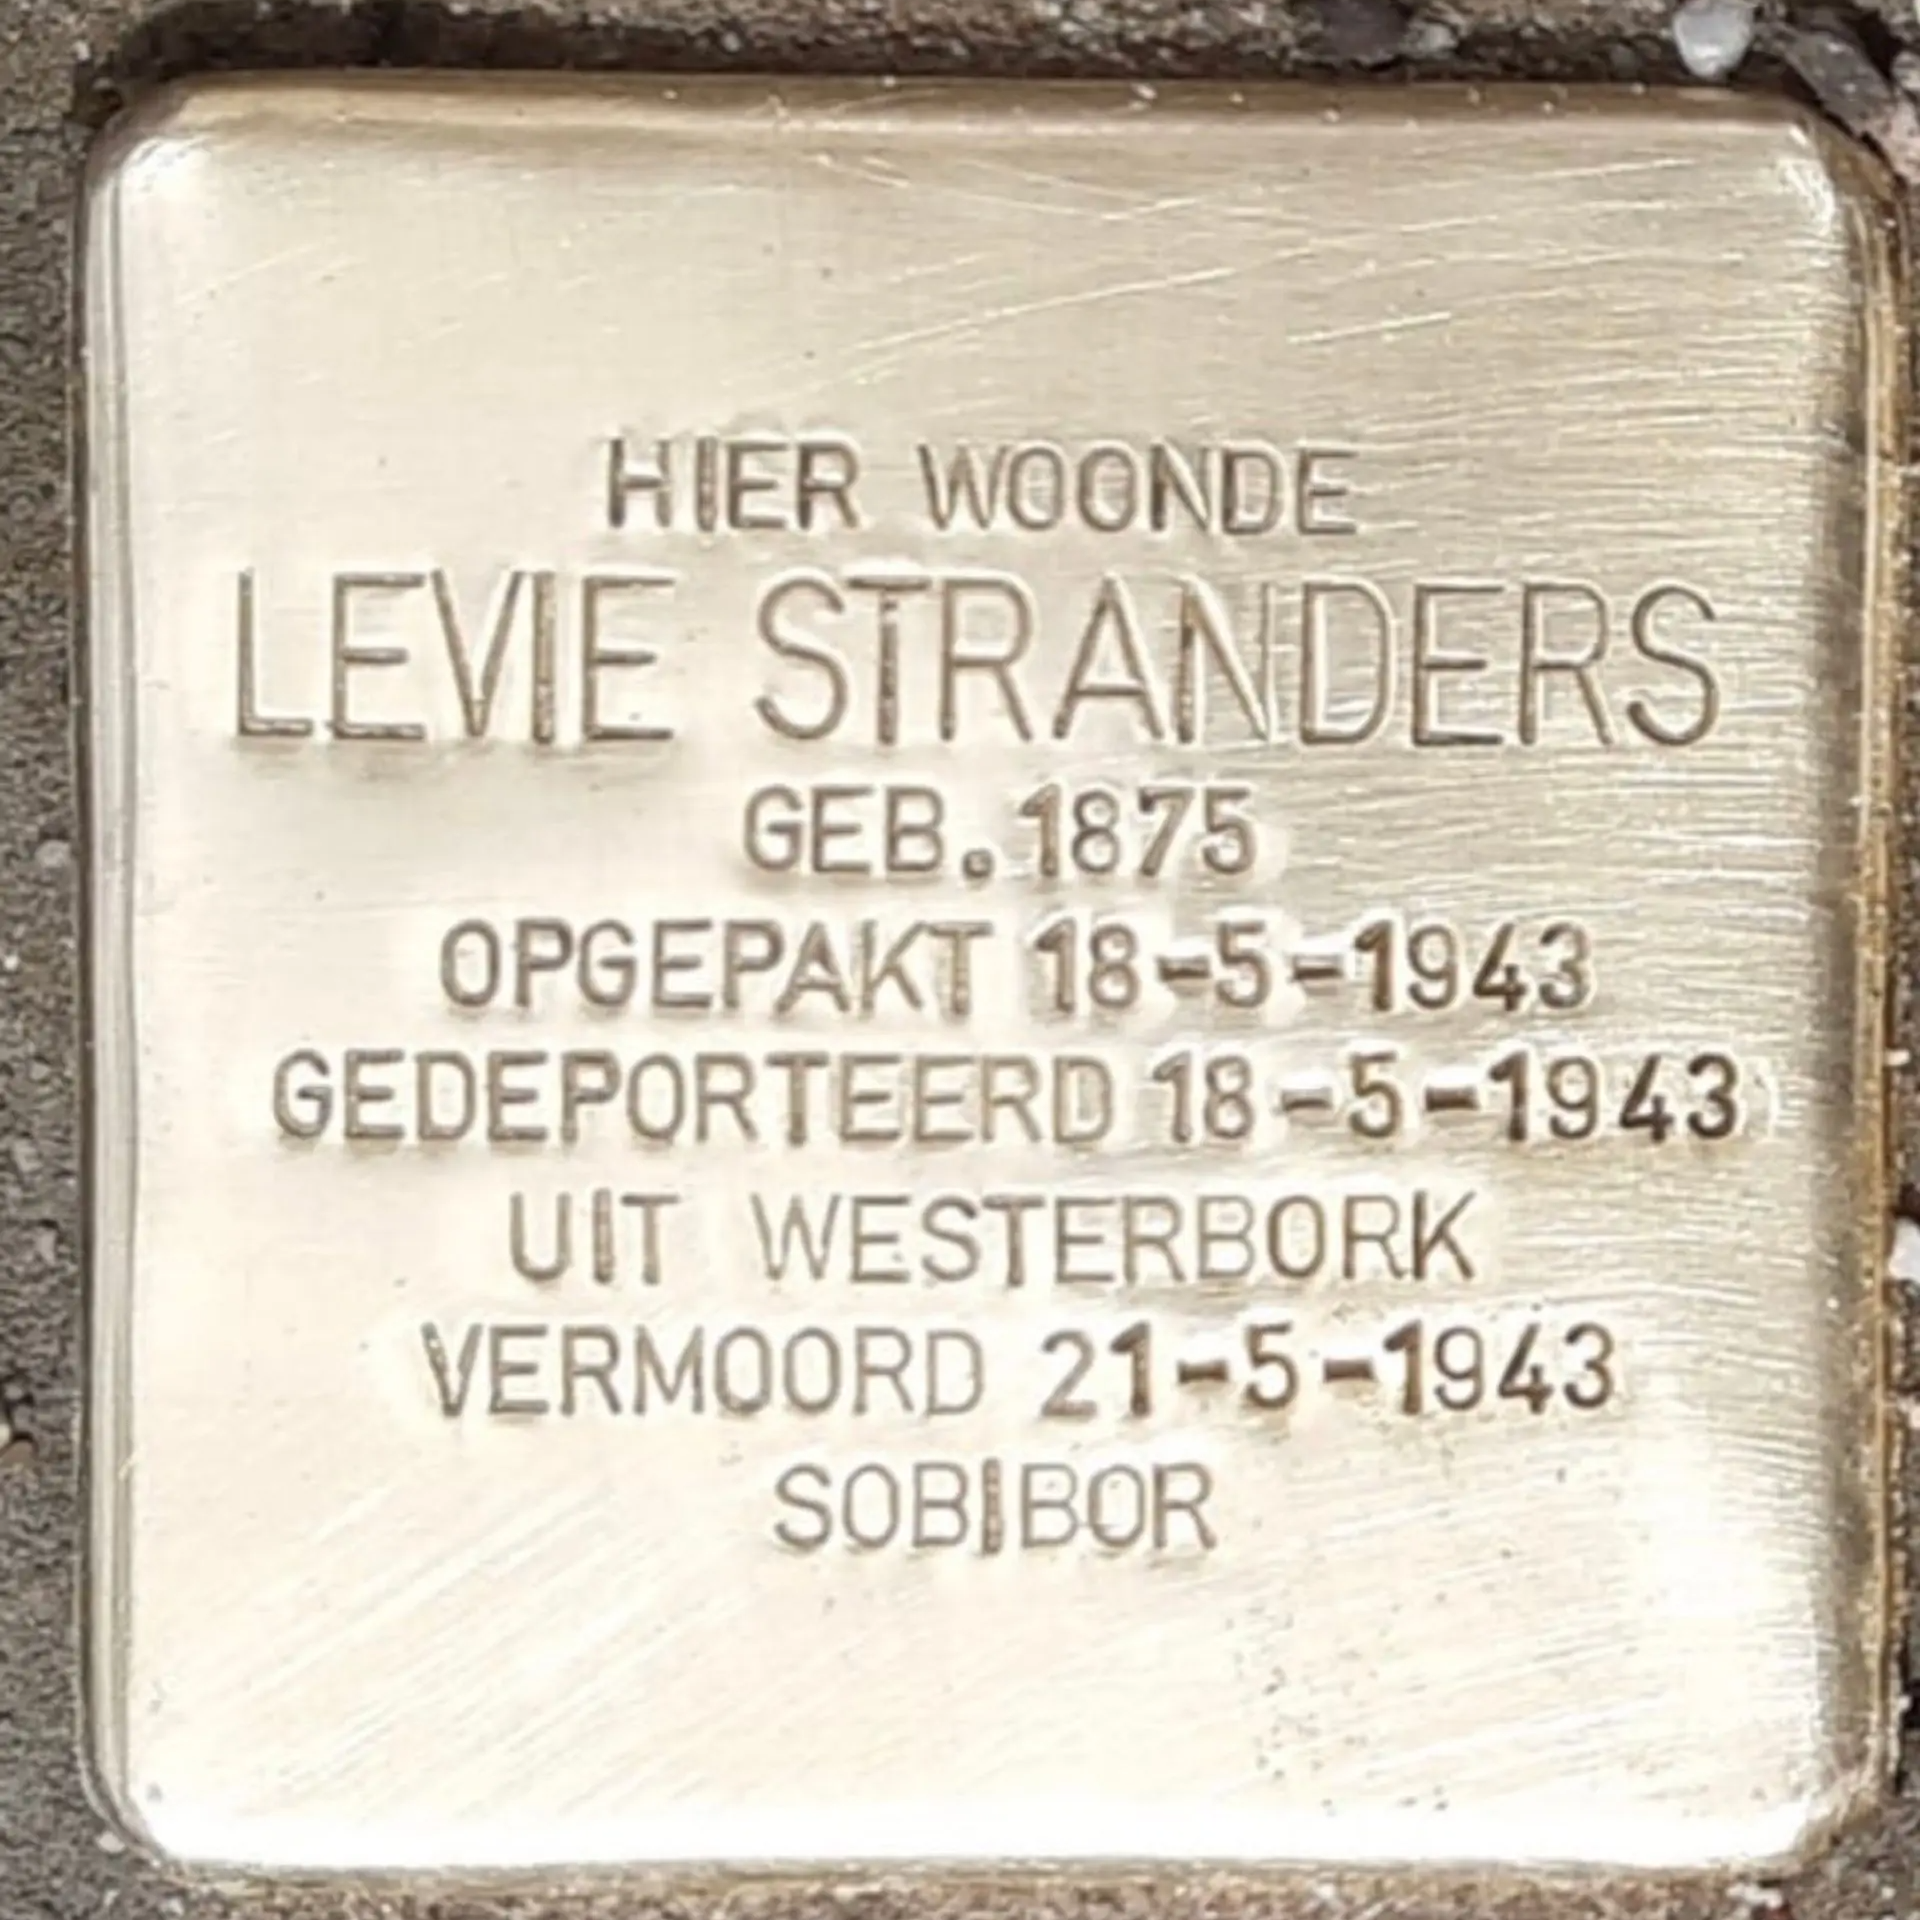 HIER WOONDE
LEVIE STRANDERS
GEB. 1875
OPGEPAKT 18-5-1943
GEDEPORTEERD 18-5-1943
UIT WESTERBORK
VERMOORD 21-5-1943
SOBIBOR